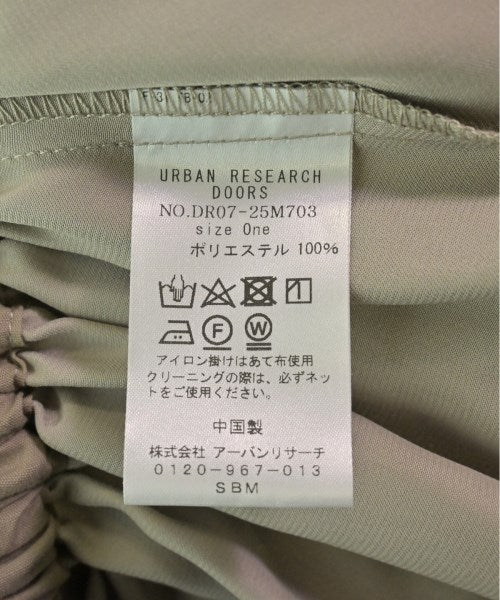 URBAN RESEARCH
DOORS
NO.DR07-25M703
size One
ポリエステル 100%
F W
アイロン掛けはあて布使用
クリーニングの際は、必ずネッ
トをご使用ください。
中国製
株式会社 アーバンリサーチ
0120-967-013
SBM